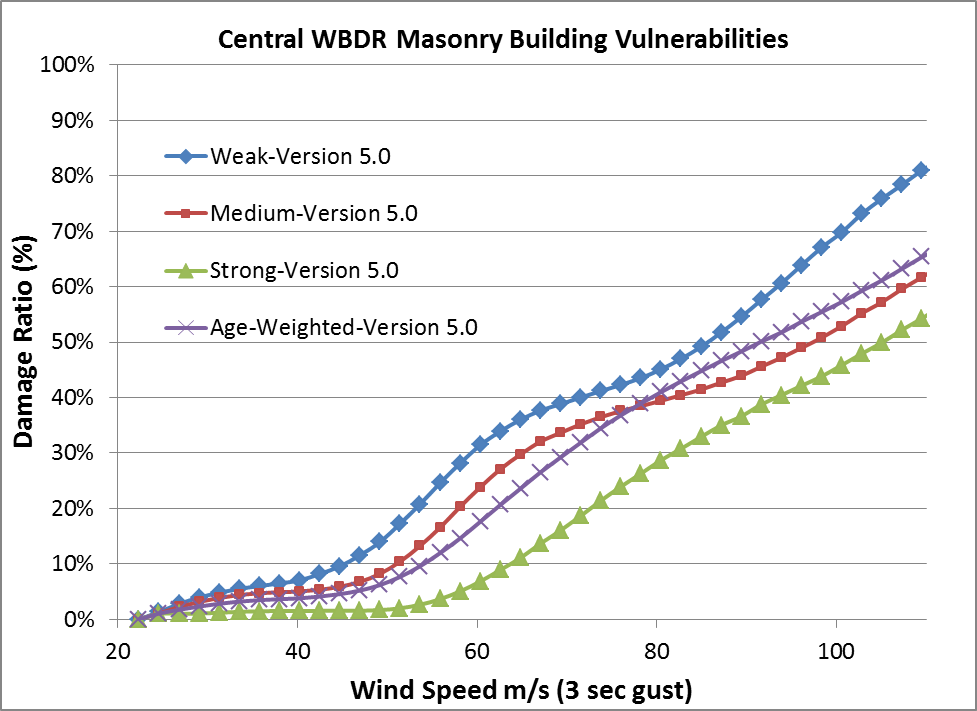 Central WBDR Masonry Building Vulnerabilities
100%
90%
80%
70%
60%
50%
40%
30%
20%
10%
0%
Weak-Version 5.0
Medium-Version 5.0
Strong-Version 5.0
Age-Weighted-Version 5.0
Damage Ratio (%)
20 40 60 80 100
Wind Speed m/s (3 sec gust)